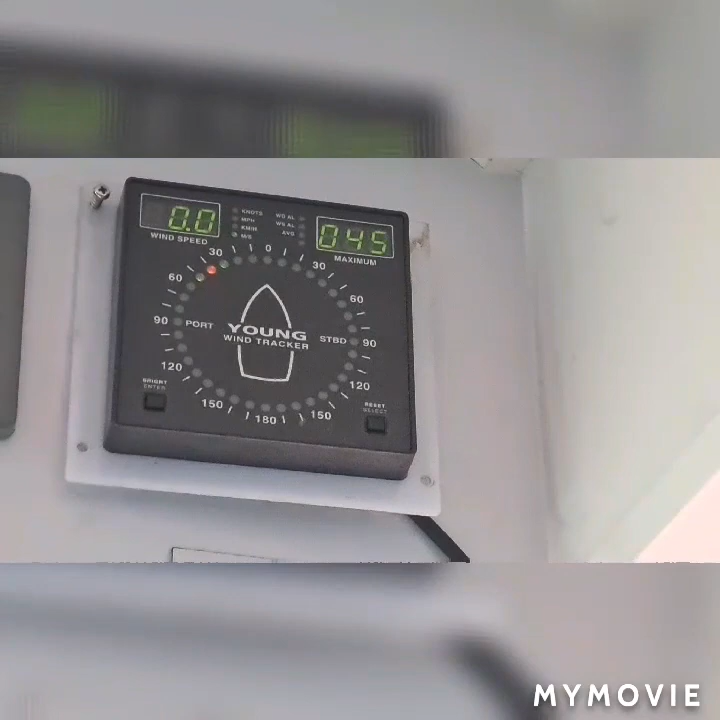 0.0
WIND SPEED
KNOTS
MPH
KM/H
M/S
WS AL
WS AL
AVG
045
MAXIMUM
30 0 30
60 60
90 PORT STBD 90
YOUNG
WIND TRACKER
120 120
150 180 150
BRIGHT
ENTER
RESET
SELECT
MYMOVIE